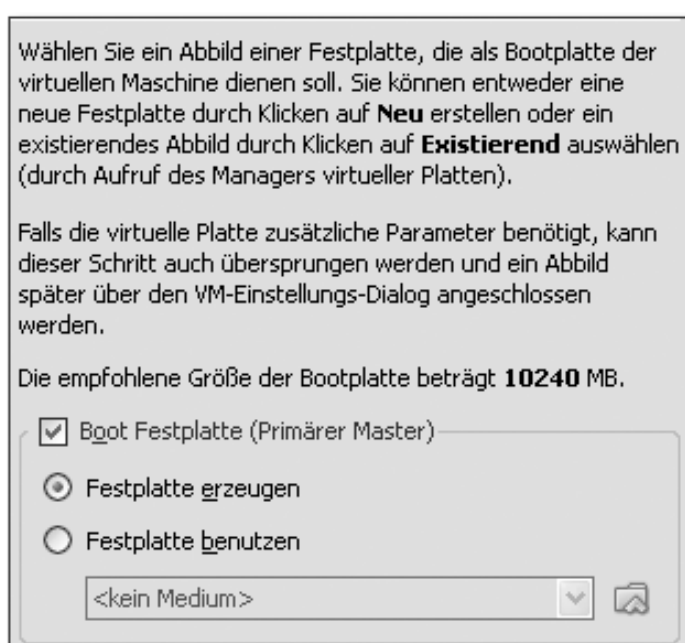 Wählen Sie ein Abbild einer Festplatte, die als Bootplatte der
virtuellen Maschine dienen soll. Sie können entweder eine
neue Festplatte durch Klicken auf Neu erstellen oder ein
existierendes Abbild durch Klicken auf Existierend auswählen
(durch Aufruf des Managers virtueller Platten).
Falls die virtuelle Platte zusätzliche Parameter benötigt, kann
dieser Schritt auch übersprungen werden und ein Abbild
später über den VM-Einstellungs-Dialog angeschlossen
werden.
Die empfohlene Größe der Bootplatte beträgt 10240 MB.
Boot Festplatte (Primärer Master)
Festplatte erzeugen
Festplatte benutzen
<kein Medium>